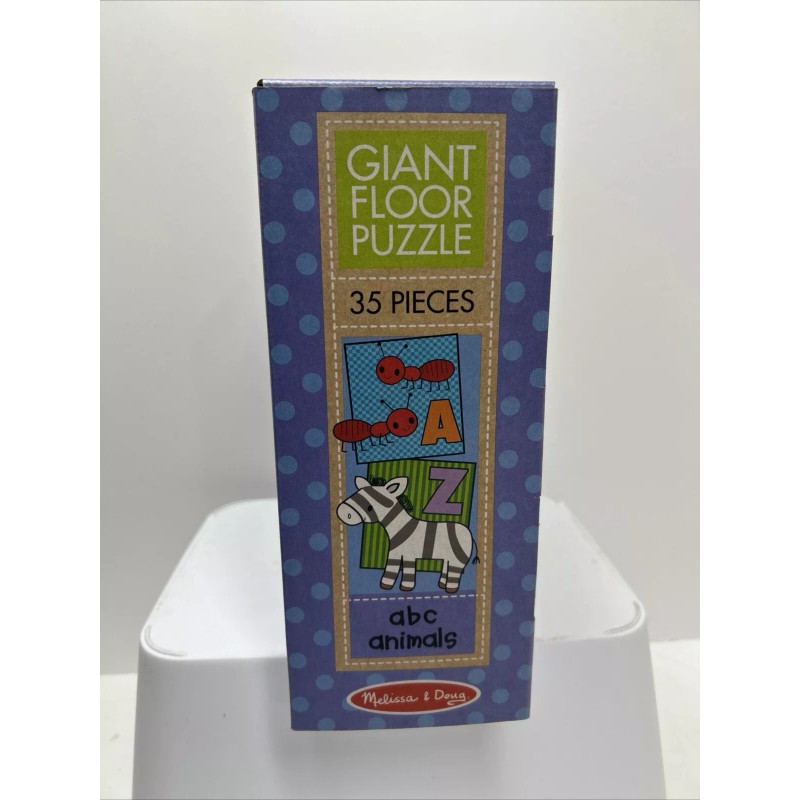 GIANT
FLOOR
PUZZLE
35 PIECES
A
Z
abc
animals
Melissa & Doug